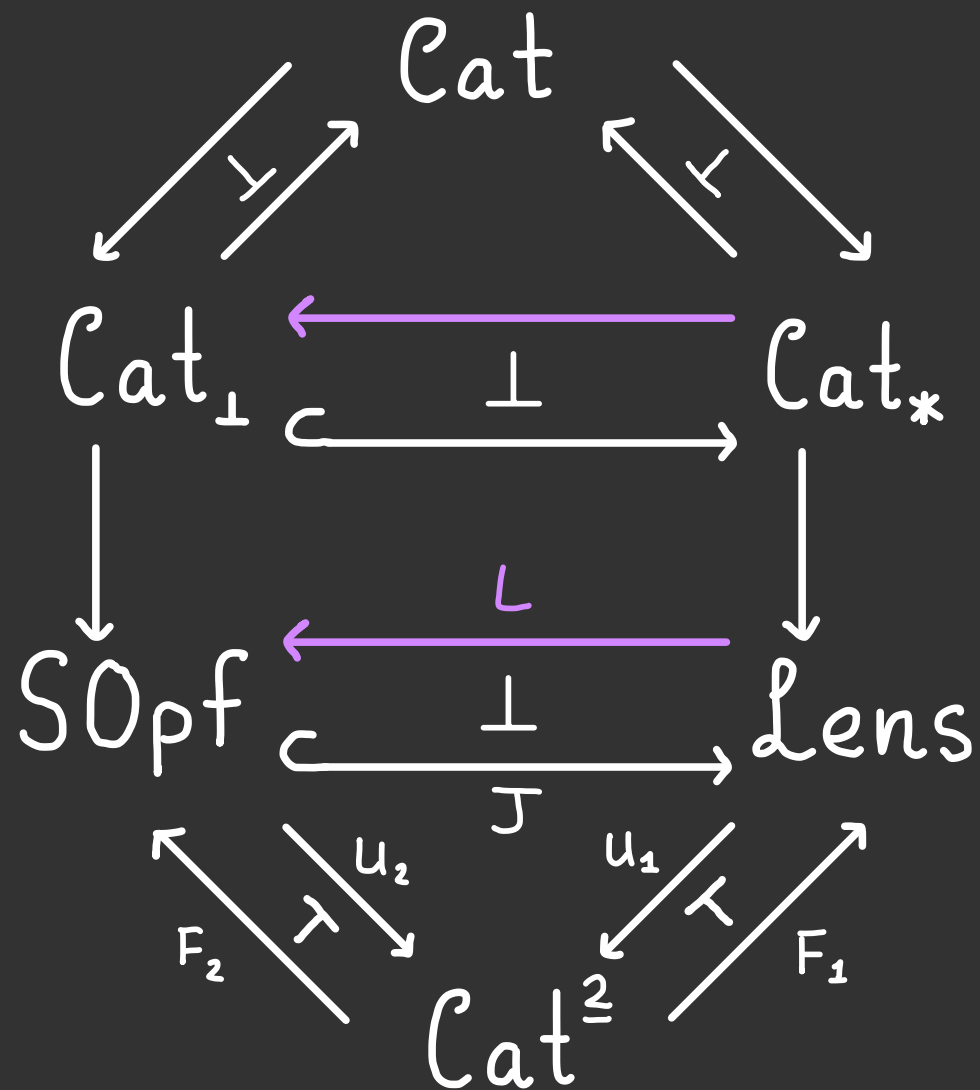 Cat
⊥ ⊥
Cat⊥ ⊥ Cat*
L
SOpf ⊥ Lens
J
U₂ U₁
F₂ ⊥ ⊥ F₁
Cat²